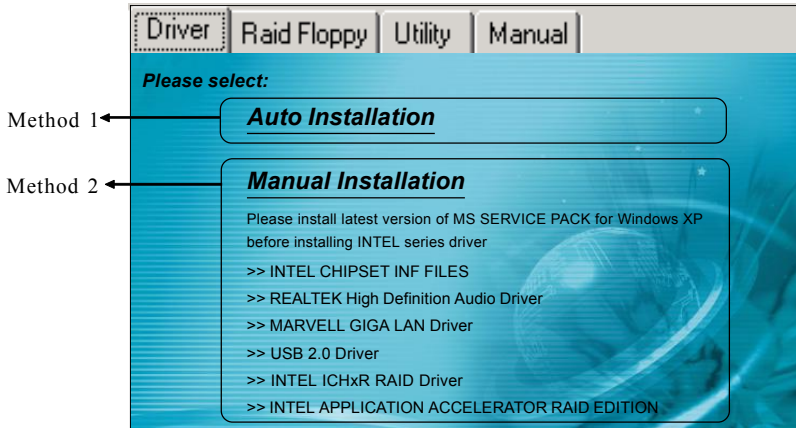 Driver Raid Floppy Utility Manual
Please select:
Method 1
Auto Installation
Method 2
Manual Installation
Please install latest version of MS SERVICE PACK for Windows XP
before installing INTEL series driver
>> INTEL CHIPSET INF FILES
>> REALTEK High Definition Audio Driver
>> MARVELL GIGA LAN Driver
>> USB 2.0 Driver
>> INTEL ICHxR RAID Driver
>> INTEL APPLICATION ACCELERATOR RAID EDITION